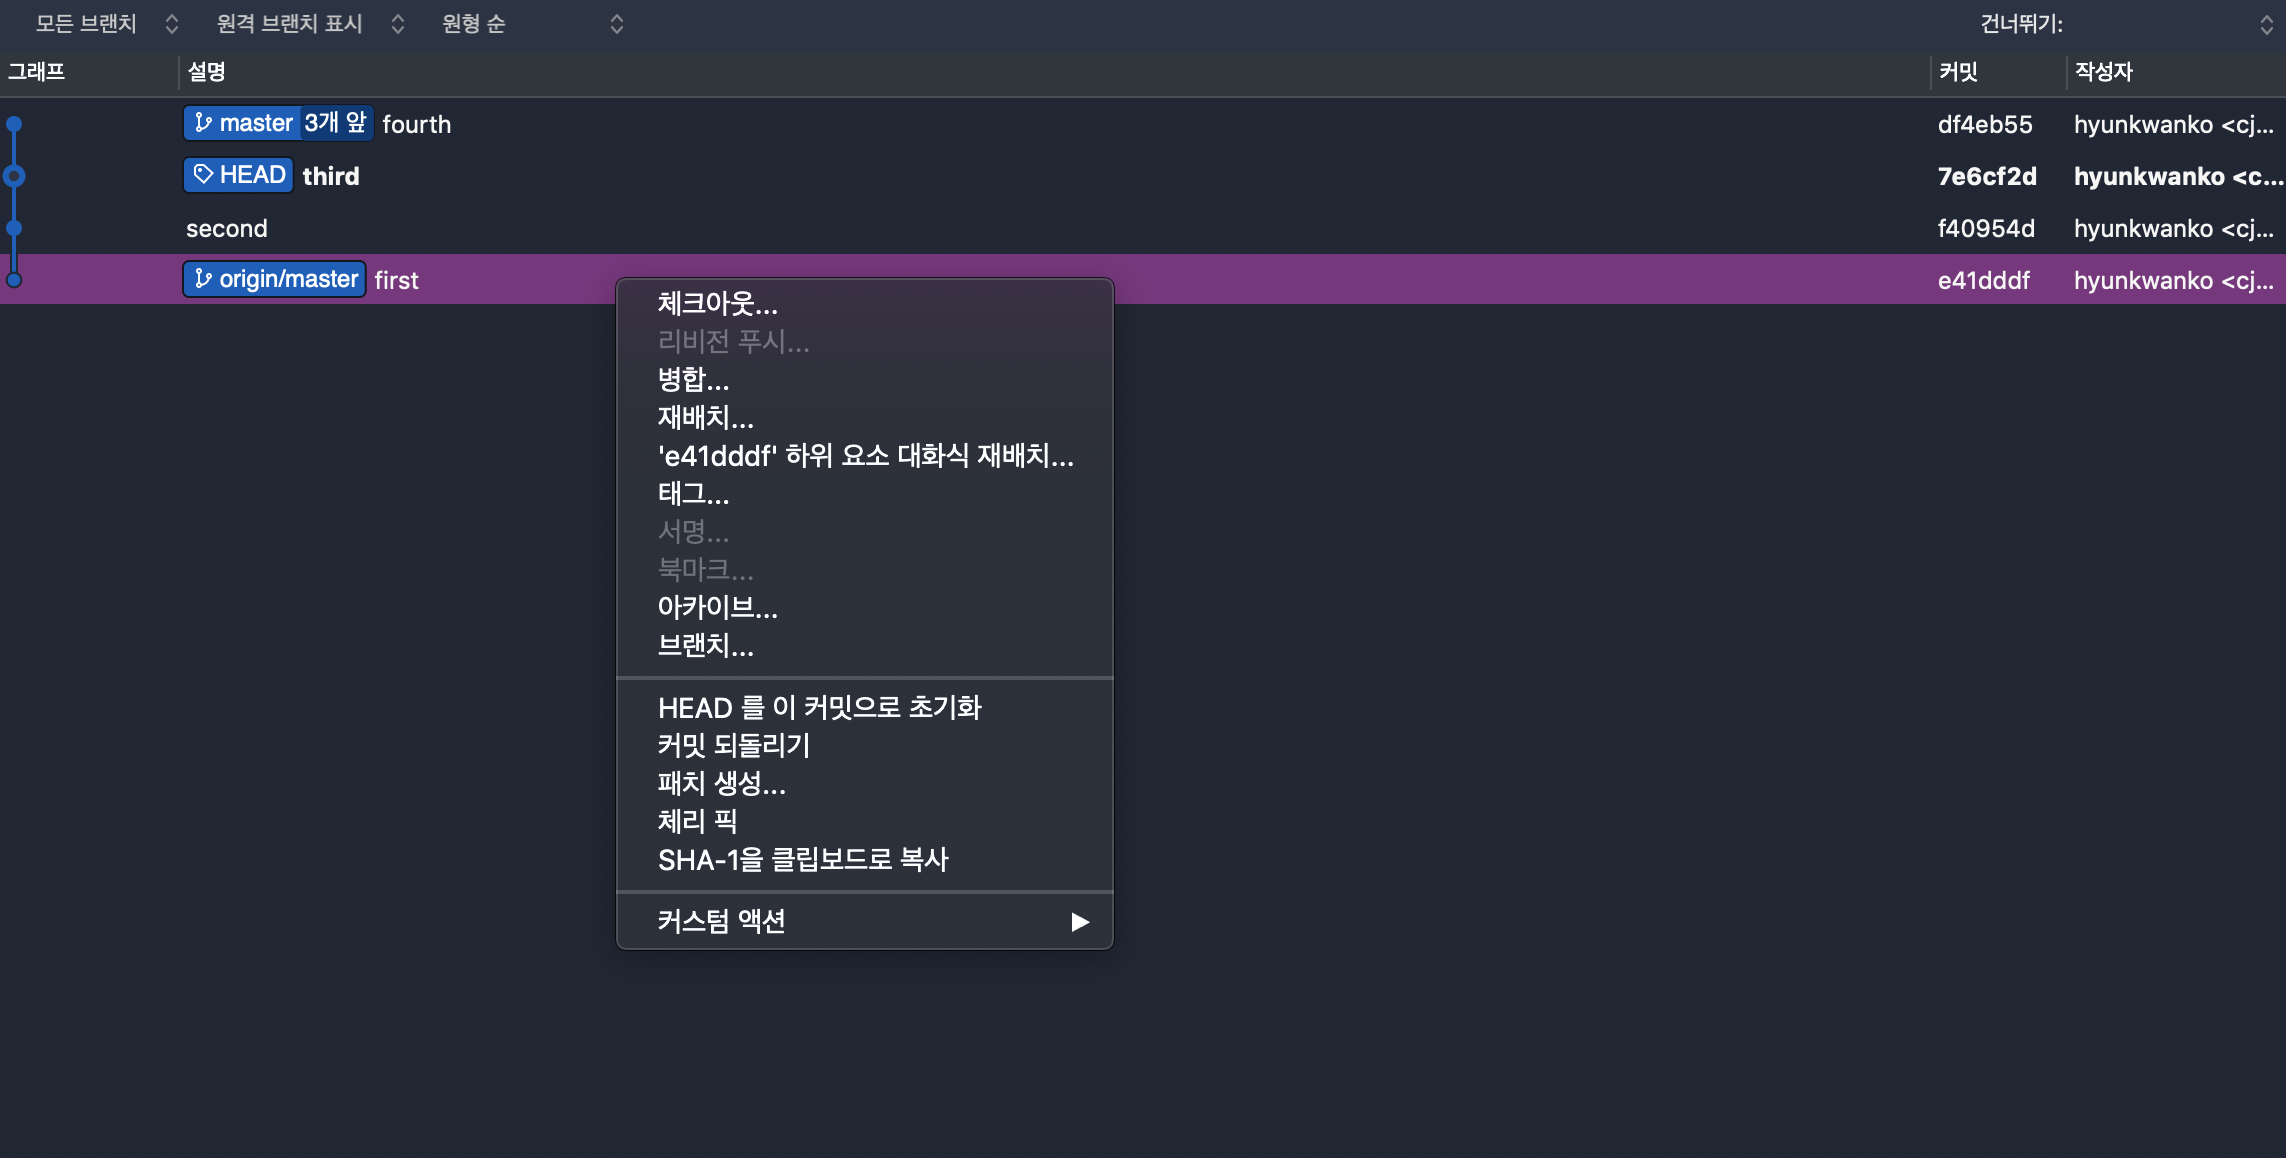 모든 브랜치 원격 브랜치 표시 원형 순 건너뛰기:
그래프 설명 커밋 작성자
master 3개 앞 fourth df4eb55 hyunkwanko <cj...
HEAD third 7e6cf2d hyunkwanko <c...
second f40954d hyunkwanko <cj...
origin/master first e41dddf hyunkwanko <cj...
체크아웃...
리비전 푸시...
병합...
재배치...
'e41dddf' 하위 요소 대화식 재배치...
태그...
서명...
북마크...
아카이브...
브랜치...
HEAD 를 이 커밋으로 초기화
커밋 되돌리기
패치 생성...
체리 픽
SHA-1을 클립보드로 복사
커스텀 액션